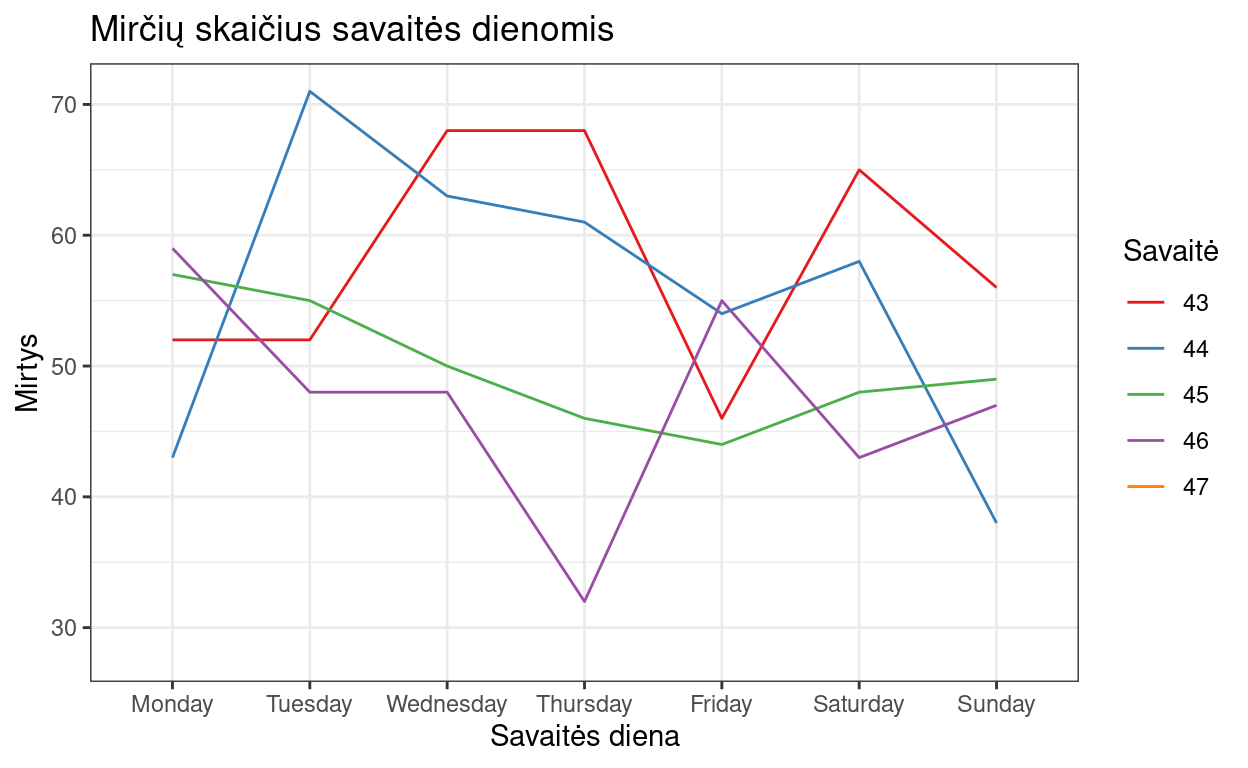 Mirčių skaičius savaitės dienomis
Mirtys
70
60
50
40
30
Monday Tuesday Wednesday Thursday Friday Saturday Sunday
Savaitės diena
Savaitė
43
44
45
46
47